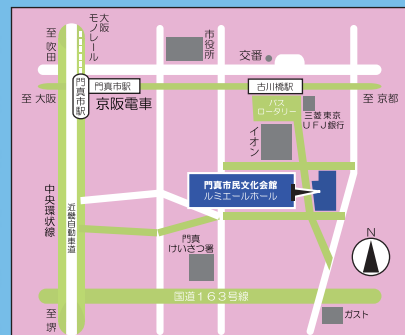 至吹田
大阪
モノレール
市役所
交番
門真市駅
門真市駅
古川橋駅
至 大阪
京阪電車
至 京都
バス
ロータリー
三菱東京
UFJ銀行
イオン
門真市民文化会館
ルミエールホール
中央環状線
近畿自動車道
門真
けいさつ署
N
国道163号線
至堺
ガスト